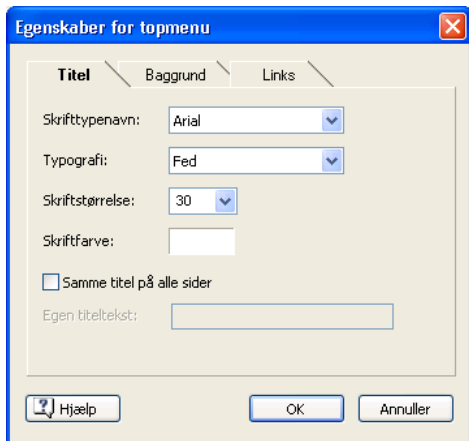 Egenskaber for topmenu
Titel Baggrund Links
Skrifttypenavn: Arial
Typografi: Fed
Skriftstørrelse: 30
Skriftfarve:
Samme titel på alle sider
Egen titeltekst:
Hjælp OK Annuller